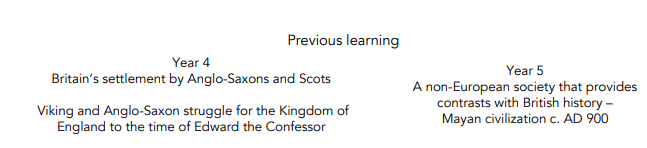 Previous learning
Year 4
Britain's settlement by Anglo-Saxons and Scots
Viking and Anglo-Saxon struggle for the Kingdom of
England to the time of Edward the Confessor
Year 5
A non-European society that provides
contrasts with British history –
Mayan civilization c. AD 900